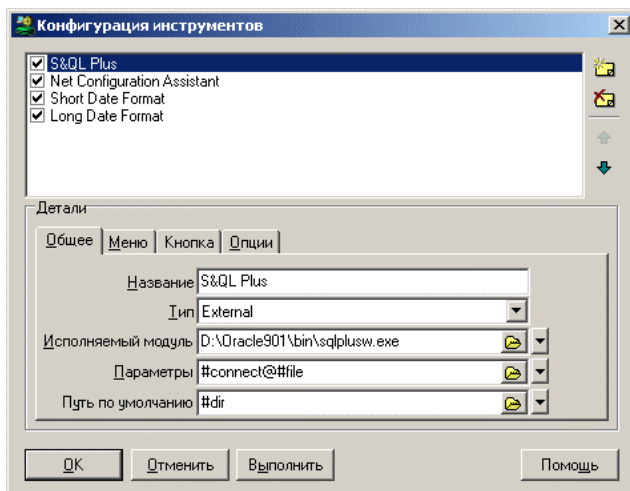 Конфигурация инструментов
S&QL Plus
Net Configuration Assistant
Short Date Format
Long Date Format
Детали
Общее Меню Кнопка Опции
Название S&QL Plus
Тип External
Исполняемый модуль D:\Oracle901\bin\sqlplusw.exe
Параметры #connect@#file
Путь по умолчанию #dir
OK Отменить Выполнить Помощь